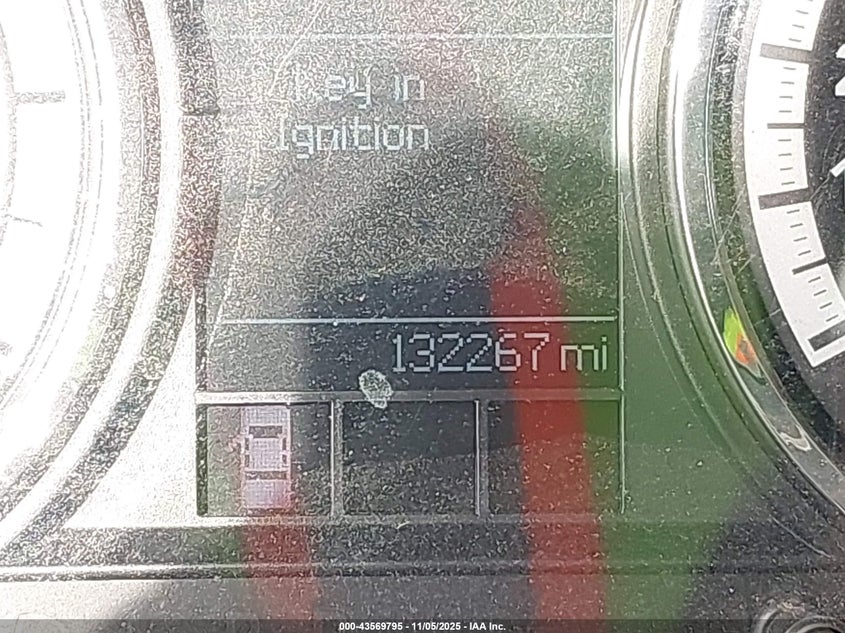 Key in
Ignition
132267 mi
000-43569795 - 11/05/2025 - IAA Inc.